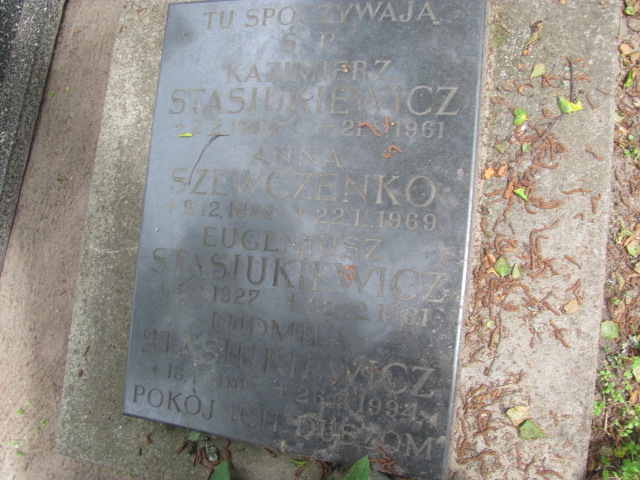 TU SPOCZYWAJĄ
Ś P
KAZIMIERZ
STASIUKIEWICZ
1961
ANNA
SZEWCZENKO
22.11.1969
EUGENIUSZ
STASIUKIEWICZ
1927
LUDMIŁA
STASIUKIEWICZ
1994
POKÓJ ICH DUSZOM